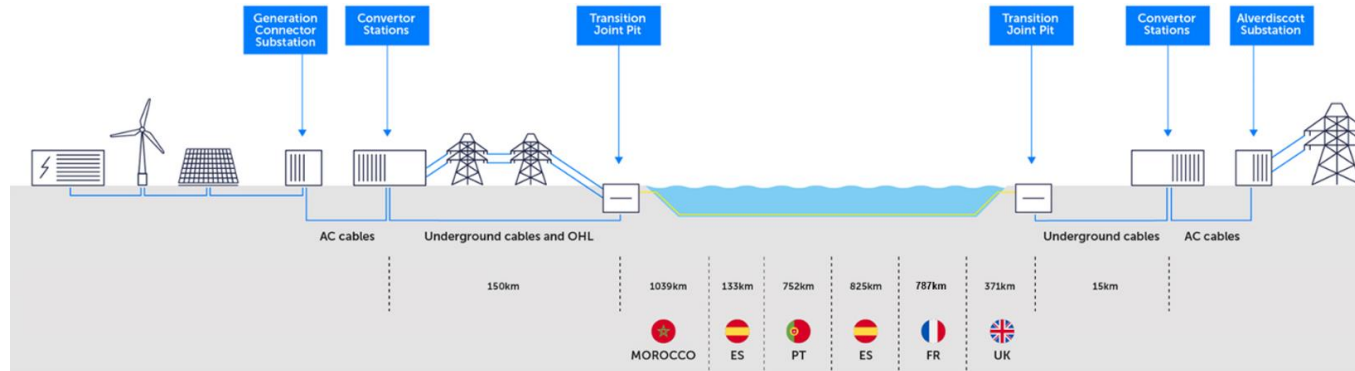 Generation
Connector
Substation
Convertor
Stations
Transition
Joint Pit
Transition
Joint Pit
Convertor
Stations
Alverdiscott
Substation
AC cables
Underground cables and OHL
Underground cables
AC cables
150km
1039km
133km
752km
825km
787km
371km
15km
MOROCCO
ES
PT
ES
FR
UK